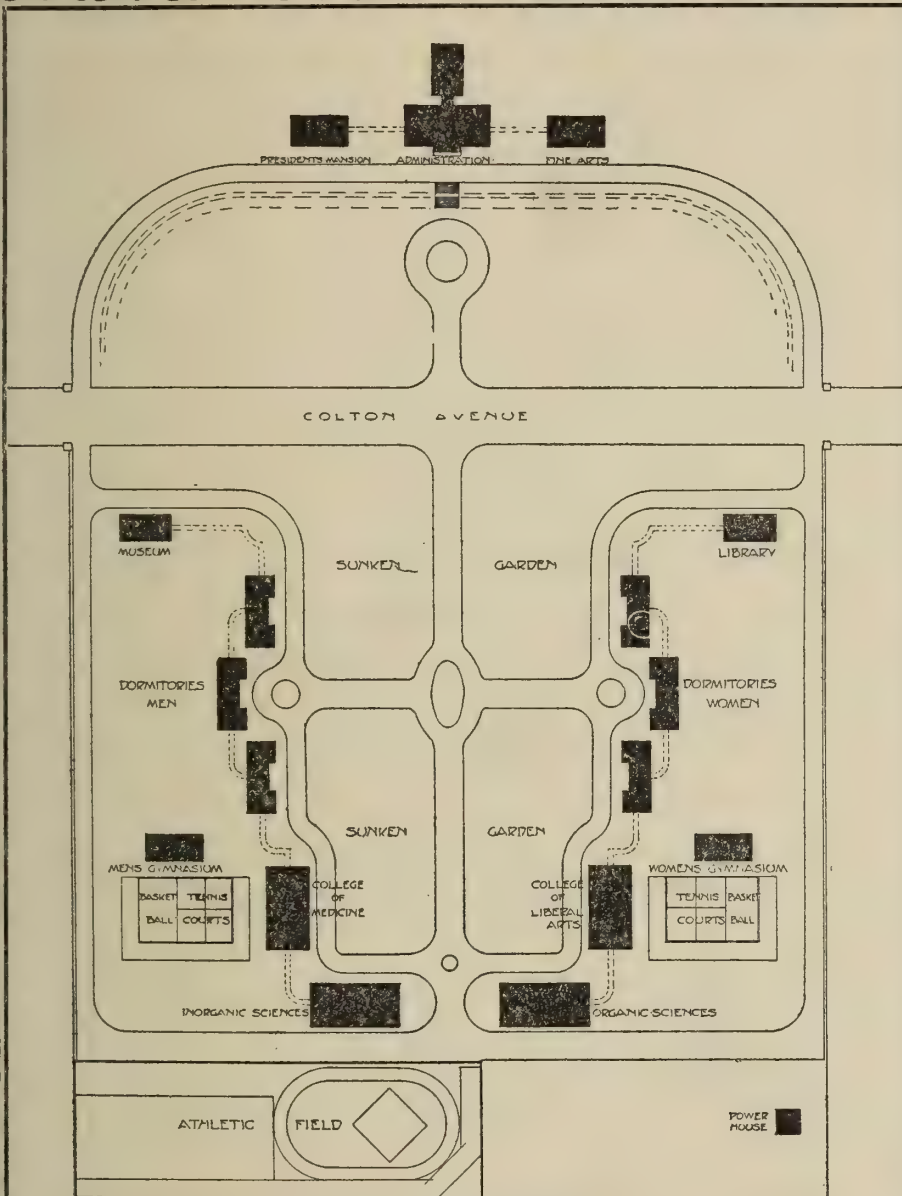 PRESIDENTS MANSION ADMINISTRATION FINE ARTS
COLTON AVENUE
MUSEUM
LIBRARY
SUNKEN GARDEN
DORMITORIES
MEN
DORMITORIES
WOMEN
SUNKEN GARDEN
MENS GYMNASIUM
WOMENS GYMNASIUM
BASKET TENNIS
BALL COURTS
COLLEGE
OF
MEDICINE
COLLEGE
OF
LIBERAL
ARTS
TENNIS BASKET
COURTS BALL
INORGANIC SCIENCES
ORGANIC SCIENCES
ATHLETIC FIELD
POWER
HOUSE